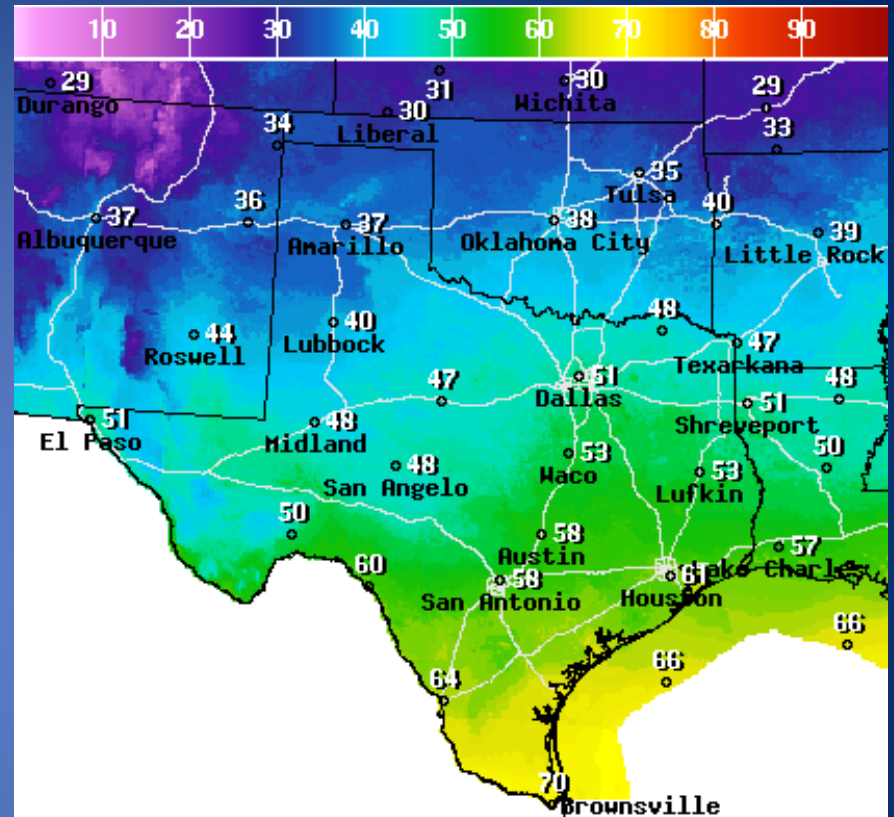 10 20 30 40 50 60 70 80 90
29
Durango
31
30
Wichita
29
30
Liberal
34
33
35
Tulsa
37
Albuquerque
36
37
Amarillo
38
Oklahoma City
40
39
Little Rock
44
Roswell
40
Lubbock
48
47
Texarkana
51
Dallas
47
48
51
Shreveport
51
El Paso
48
Midland
48
San Angelo
53
Waco
53
Lufkin
50
50
58
Austin
57
Lake Charles
60
58
San Antonio
61
Houston
66
66
64
70
Brownsville